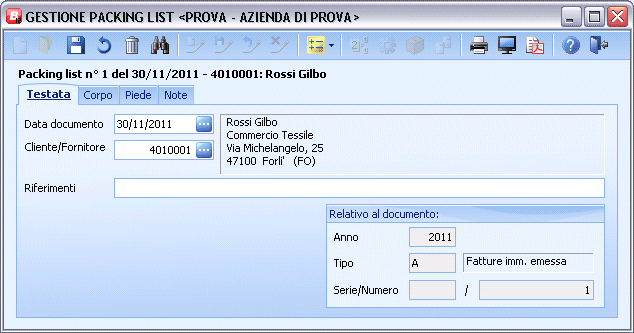 GESTIONE PACKING LIST <PROVA - AZIENDA DI PROVA>
Packing list n° 1 del 30/11/2011 - 4010001: Rossi Gilbo
Testata Corpo Piede Note
Data documento 30/11/2011
Cliente/Fornitore 4010001
Rossi Gilbo
Commercio Tessile
Via Michelangelo, 25
47100 Forli' (FO)
Riferimenti
Relativo al documento:
Anno 2011
Tipo A Fatture imm. emessa
Serie/Numero / 1